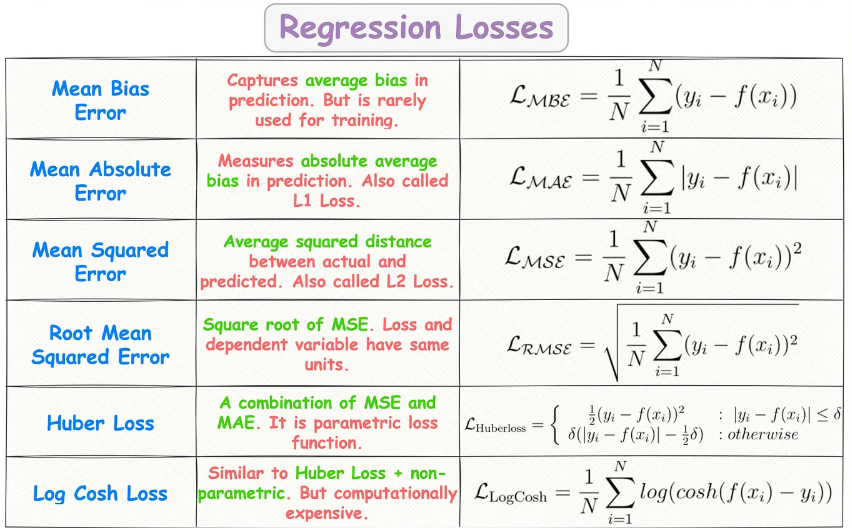 Regression Losses
Mean Bias
Error
Captures average bias in
prediction. But is rarely
used for training.
$\mathcal{L}_{\mathcal{MBE}} = \frac{1}{N} \sum_{i=1}^{N} (y_i - f(x_i))$
Mean Absolute
Error
Measures absolute average
bias in prediction. Also called
L1 Loss.
$\mathcal{L}_{\mathcal{MAE}} = \frac{1}{N} \sum_{i=1}^{N} |y_i - f(x_i)|$
Mean Squared
Error
Average squared distance
between actual and
predicted. Also called L2 Loss.
$\mathcal{L}_{\mathcal{MSE}} = \frac{1}{N} \sum_{i=1}^{N} (y_i - f(x_i))^2$
Root Mean
Squared Error
Square root of MSE. Loss and
dependent variable have same
units.
$\mathcal{L}_{\mathcal{RMSE}} = \sqrt{\frac{1}{N} \sum_{i=1}^{N} (y_i - f(x_i))^2}$
Huber Loss
A combination of MSE and
MAE. It is parametric loss
function.
$\mathcal{L}_{\text{Huberloss}} = \begin{cases} \frac{1}{2}(y_i - f(x_i))^2 & : |y_i - f(x_i)| \leq \delta \\ \delta(|y_i - f(x_i)| - \frac{1}{2}\delta) & : otherwise \end{cases}$
Log Cosh Loss
Similar to Huber Loss + non-
parametric. But computationally
expensive.
$\mathcal{L}_{\text{LogCosh}} = \frac{1}{N} \sum_{i=1}^{N} log(cosh(f(x_i) - y_i))$